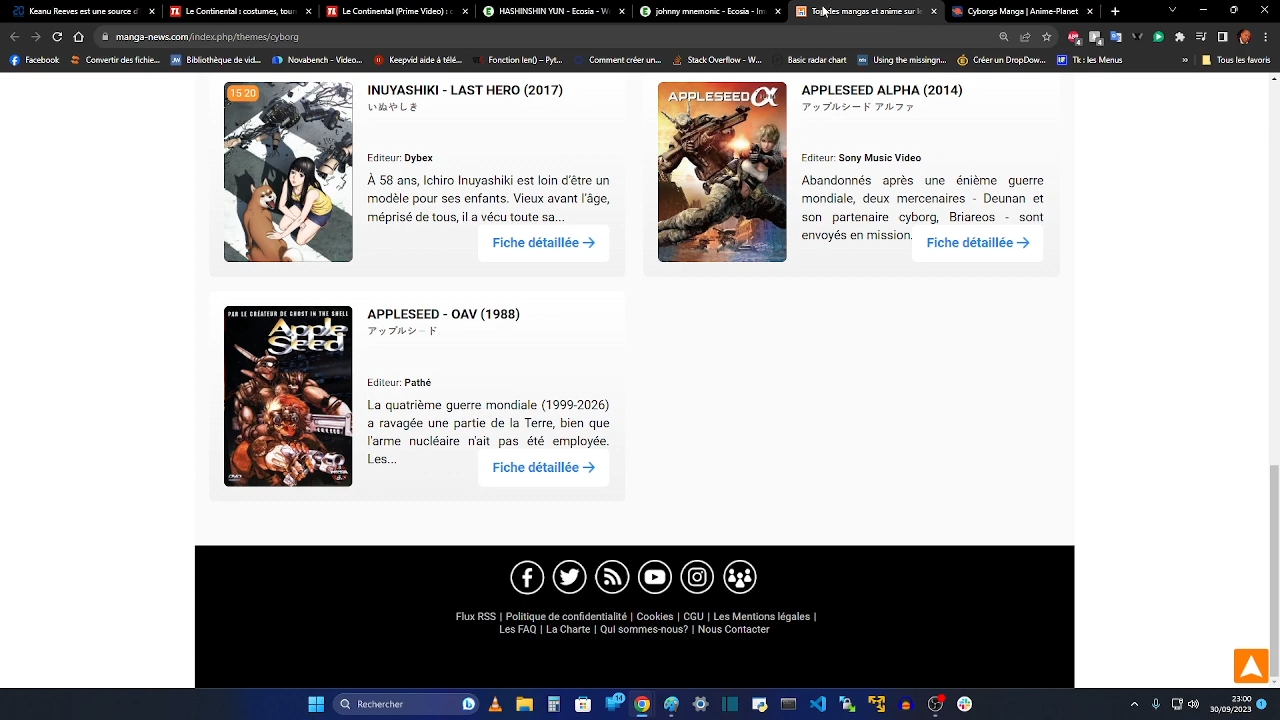 Keanu Reeves est une source d'
Le Continental : costumes, tourn
Le Continental (Prime Video) : c
HASHINSHIN YUN - Ecosia - W
johnny mnemonic - Ecosia - Im
Tous les mangas et anime sur le
Cyborgs Manga | Anime-Planet
manga-news.com/index.php/themes/cyborg
Facebook
Convertir des fichie...
Bibliothèque de vid...
Novabench - Valeur...
Keepvid aide à télé...
Fonction len() - Pyt...
Comment créer un...
Stack Overflow - W...
Basic radar chart
Using the missingn...
Créer un DropDow...
Tk : les bou
Tous les favoris
15 20
INUYASHIKI - LAST HERO (2017)
いぬやしき
Editeur: Dybex
À 58 ans, Ichiro Inuyashiki est loin d'être un
modèle pour ses enfants. Vieux avant l'âge,
méprisé de tous, il a vécu toute sa...
Fiche détaillée →
APPLESEED α
APPLESEED ALPHA (2014)
アップルシード アルファ
Editeur: Sony Music Video
Abandonnés après une énième guerre
mondiale, deux mercenaires - Deunan et
son partenaire cyborg, Briareos - sont
envoyés en mission
Fiche détaillée →
PAR LE CRÉATEUR DE GHOST IN THE SHELL
Apple
Seed
DVD
APPLESEED - OAV (1988)
アップルシード
Editeur: Pathé
La quatrième guerre mondiale (1999-2026)
a ravagée une partie de la Terre, bien que
l'arme nucléaire n'ait pas été employée.
Les...
Fiche détaillée →
Flux RSS | Politique de confidentialité | Cookies | CGU | Les Mentions légales |
Les FAQ | La Charte | Qui sommes-nous? | Nous Contacter
Rechercher
14
23:00
30/09/2023
1